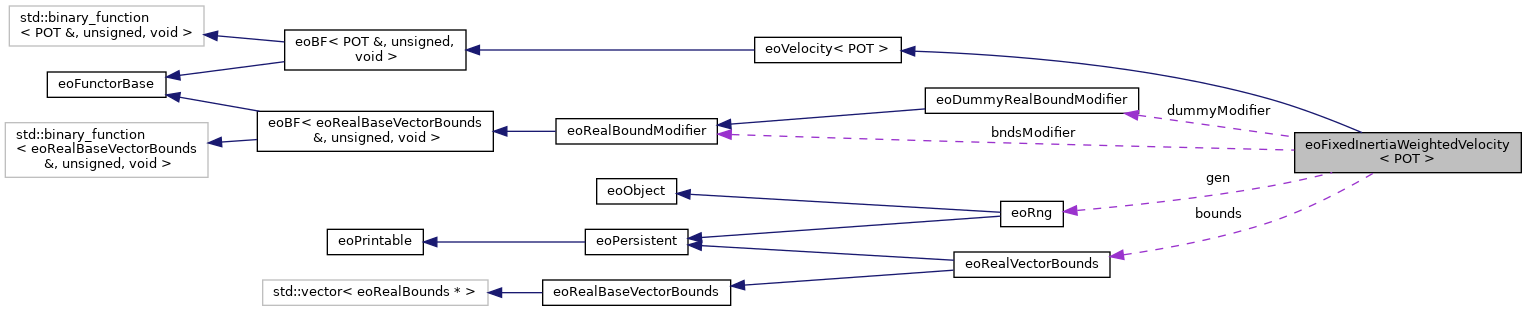 std::binary_function
< POT &, unsigned, void >
eoBF< POT &, unsigned,
void >
eoVelocity< POT >
eoFunctorBase
eoDummyRealBoundModifier
dummyModifier
eoBF< eoRealBaseVectorBounds
&, unsigned, void >
std::binary_function
< eoRealBaseVectorBounds
&, unsigned, void >
eoRealBoundModifier
bndsModifier
eoFixedInertiaWeightedVelocity
< POT >
gen
eoObject
eoRng
bounds
eoPrintable
eoPersistent
eoRealVectorBounds
std::vector< eoRealBounds * >
eoRealBaseVectorBounds